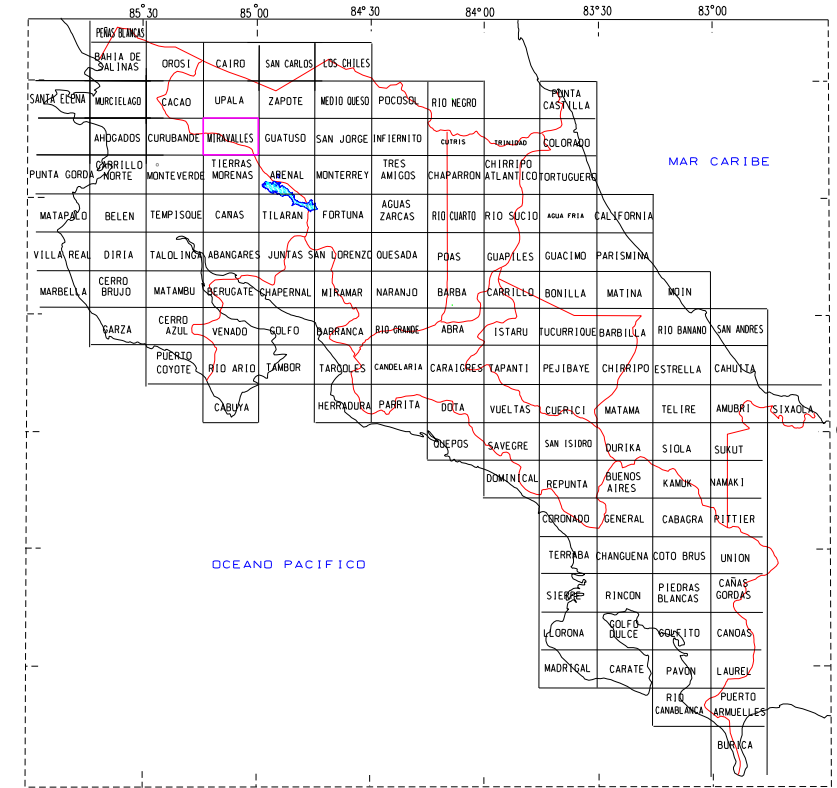 85°30' 85°00' 84°30' 84°00' 83°30' 83°00'
PEÑAS BLANCAS
BAHIA DE SALINAS OROSI CAIRO SAN CARLOS LOS CHILES
SANTA ELENA MURCIELAGO CACAO UPALA ZAPOTE MEDIO QUESO POCOSOL RIO NEGRO PUNTA CASTILLA
AHOGADOS CURUBANDE MIRAVALLES GUATUSO SAN JORGE INFIERNITO CUTRIS TRINIDAD COLORADO
MAR CARIBE
PUNTA GORDA CARRILLO NORTE MONTEVERDE TIERRAS MORENAS ARENAL MONTERREY TRES AMIGOS CHAPARRON CHIRRIPO ATLANTICO TORTUGUERO
MATAPALO BELEN TEMPISQUE CAÑAS TILARAN FORTUNA AGUAS ZARCAS RIO CUARTO RIO SUCIO AGUA FRIA CALIFORNIA
VILLA REAL DIRIA TALOLINGA ABANGARES JUNTAS SAN LORENZO QUESADA POAS GUAPILES GUACIMO PARISMINA
MARBELLA CERRO BRUJO MATAMBU BERUGATE CHAPERNAL MIRAMAR NARANJO BARBA CARRILLO BONILLA MATINA MOIN
GARZA CERRO AZUL VENADO GOLFO BARRANCA RIO GRANDE ABRA ISTARU TUCURRIQUE BARBILLA RIO BANANO SAN ANDRES
PUERTO COYOTE RIO ARIO TAMBOR TARCOLES CANDELARIA CARAIGRES TAPANTI PEJIBAYE CHIRRIPO ESTRELLA CAHUITA
CABUYA HERRADURA PARRITA DOTA VUELTAS CUERICI MATAMA TELIRE AMUBRI SIXAOLA
QUEPOS SAVEGRE SAN ISIDRO DURIKA SIOLA SUKUT
DOMINICAL REPUNTA BUENOS AIRES KAMUK NAMAKI
CORONADO GENERAL CABAGRA PITTIER
OCEANO PACIFICO
TERRABA CHANGUENA COTO BRUS UNION
SIERPE RINCON PIEDRAS BLANCAS CAÑAS GORDAS
LLORONA GOLFO DULCE GOLFITO CANOAS
MADRIGAL CARATE PAVON LAUREL
RIO CANABLANCA PUERTO ARMUELLES
BURICA